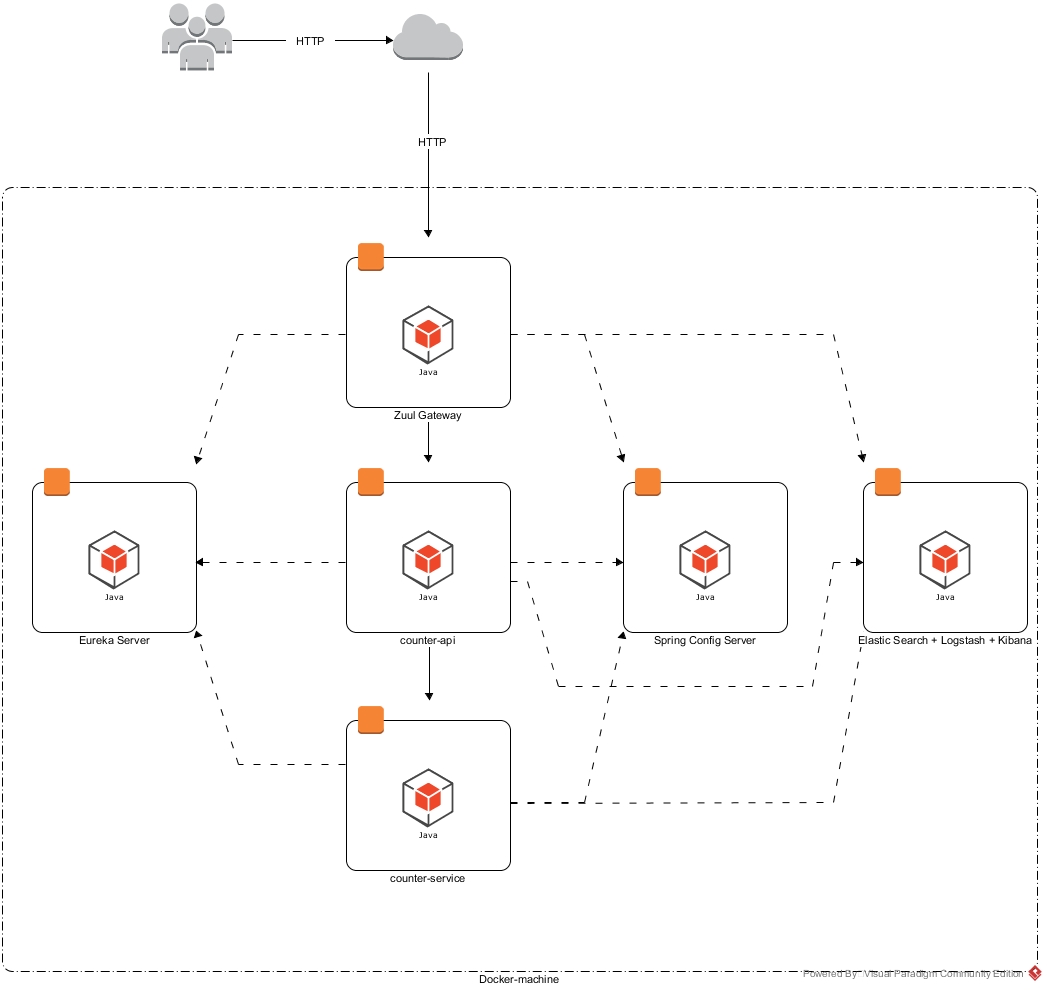 HTTP
HTTP
Java
Zuul Gateway
Java
Eureka Server
Java
counter-api
Java
Spring Config Server
Java
Elastic Search + Logstash + Kibana
Java
counter-service
Docker-machine
Powered By Visual Paradigm Community Edition